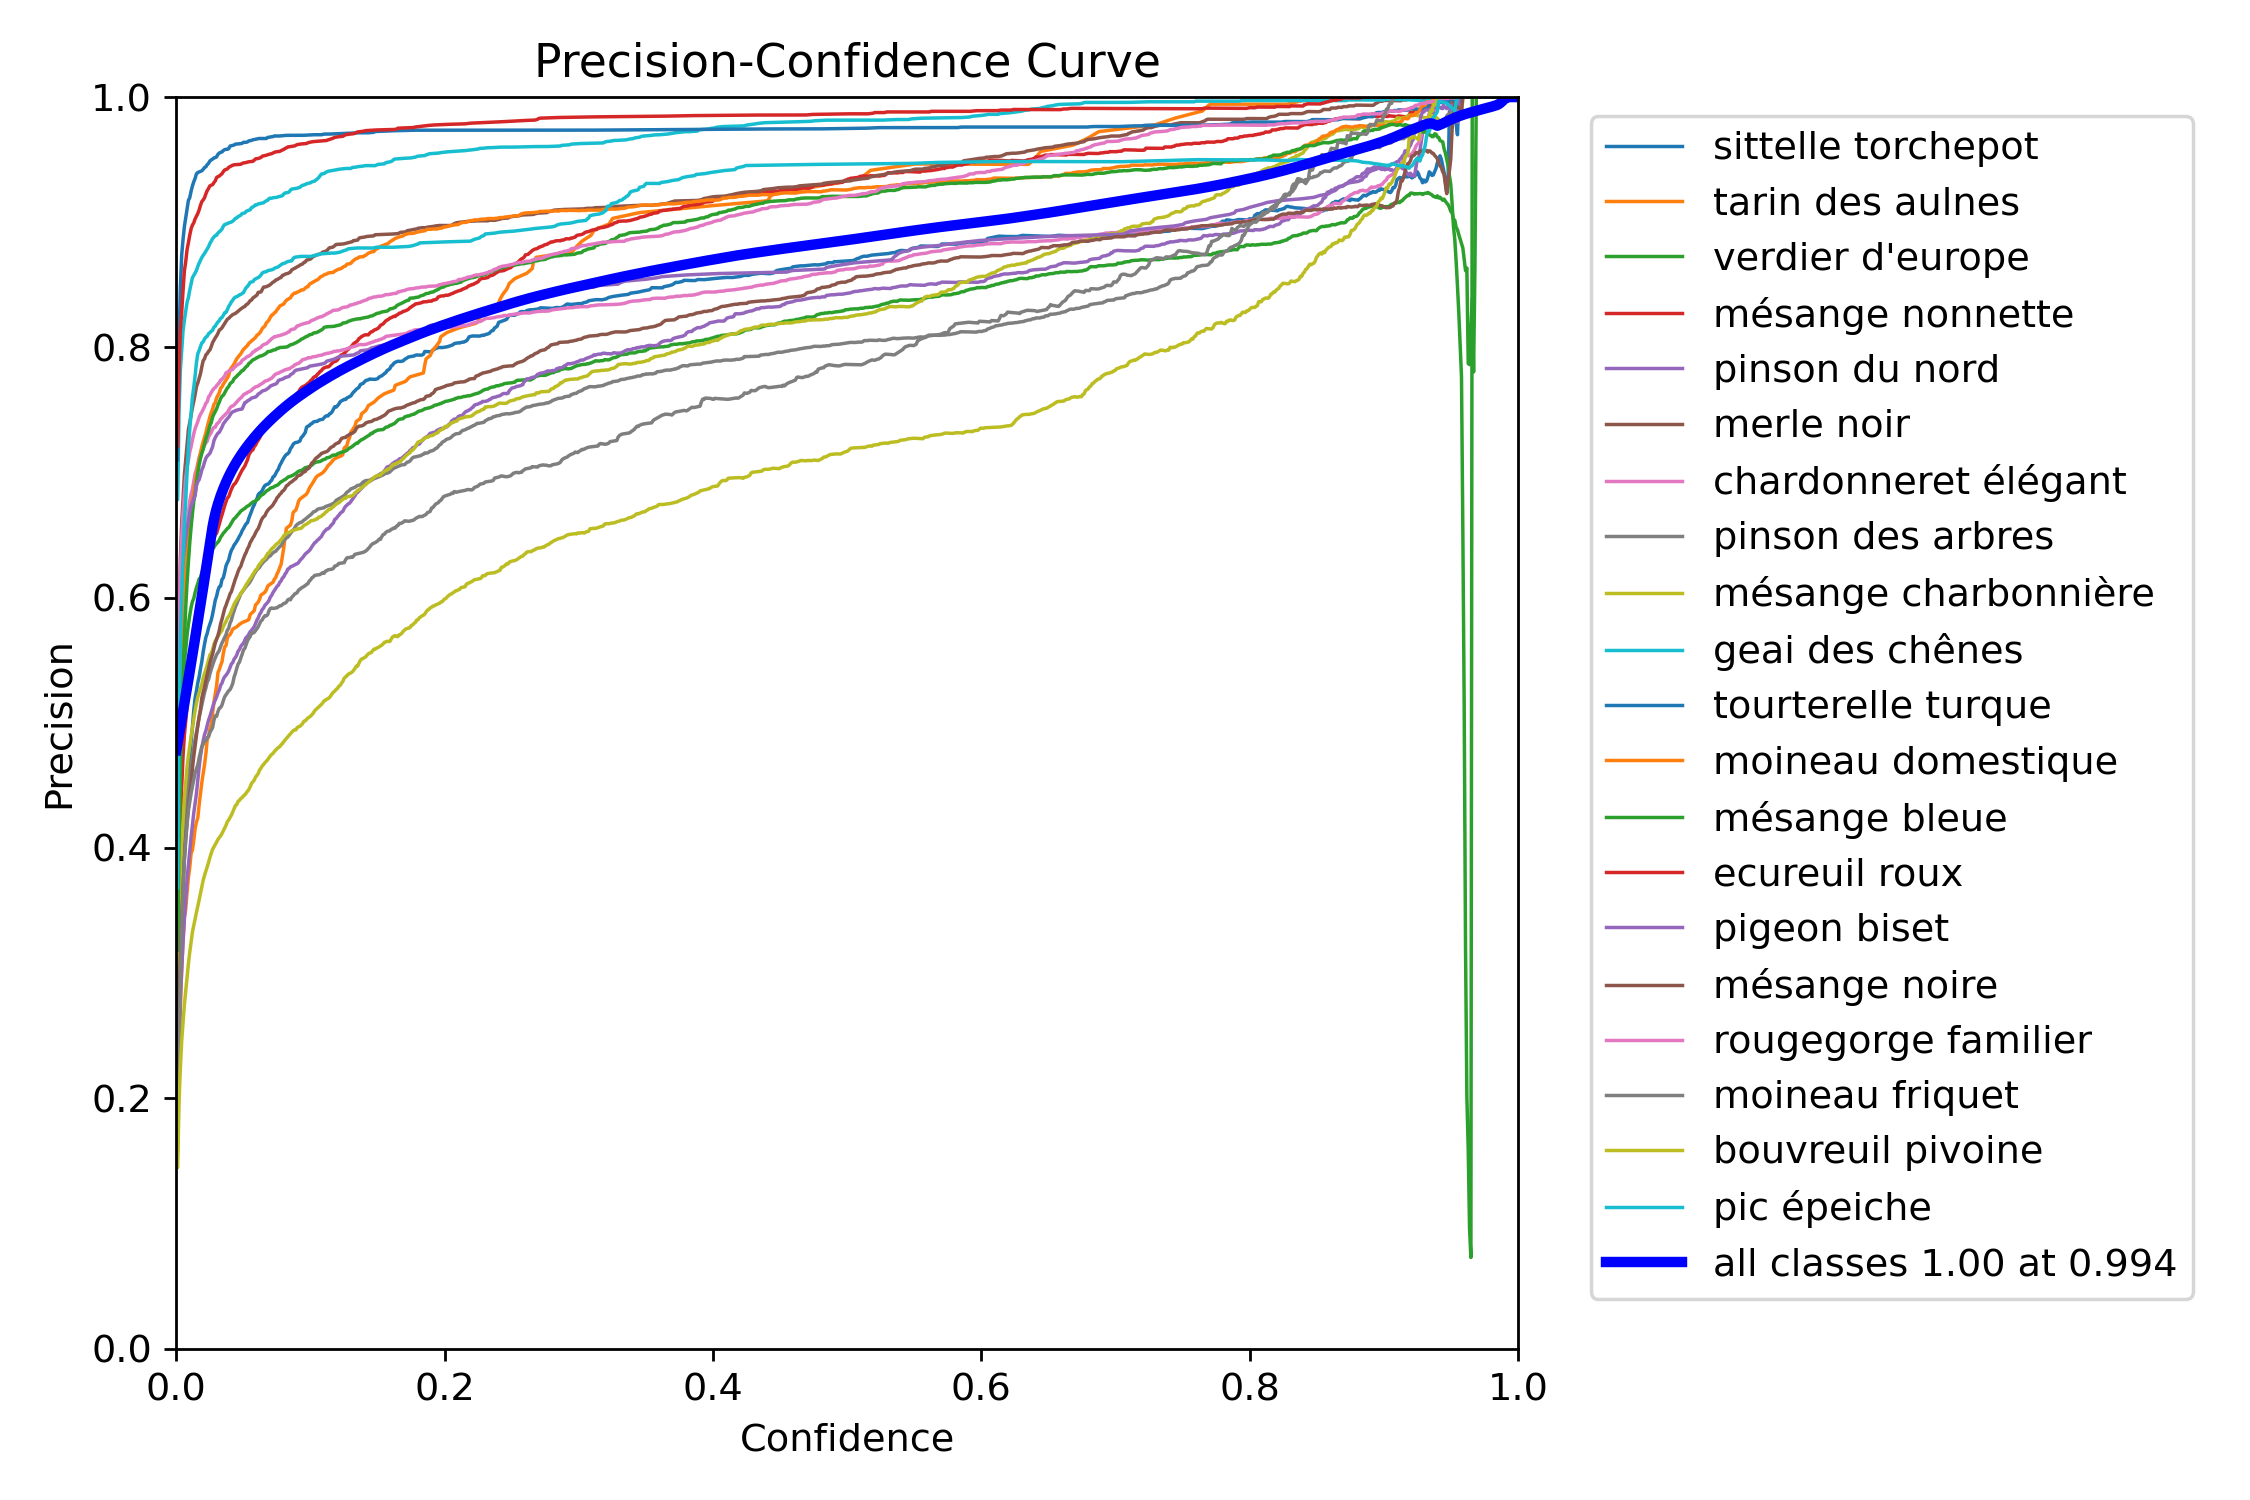 Precision-Confidence Curve
1.0
0.8
0.6
0.4
0.2
0.0
Precision
0.0 0.2 0.4 0.6 0.8 1.0
Confidence
sittelle torchepot
tarin des aulnes
verdier d'europe
mésange nonnette
pinson du nord
merle noir
chardonneret élégant
pinson des arbres
mésange charbonnière
geai des chênes
tourterelle turque
moineau domestique
mésange bleue
ecureuil roux
pigeon biset
mésange noire
rougegorge familier
moineau friquet
bouvreuil pivoine
pic épeiche
all classes 1.00 at 0.994